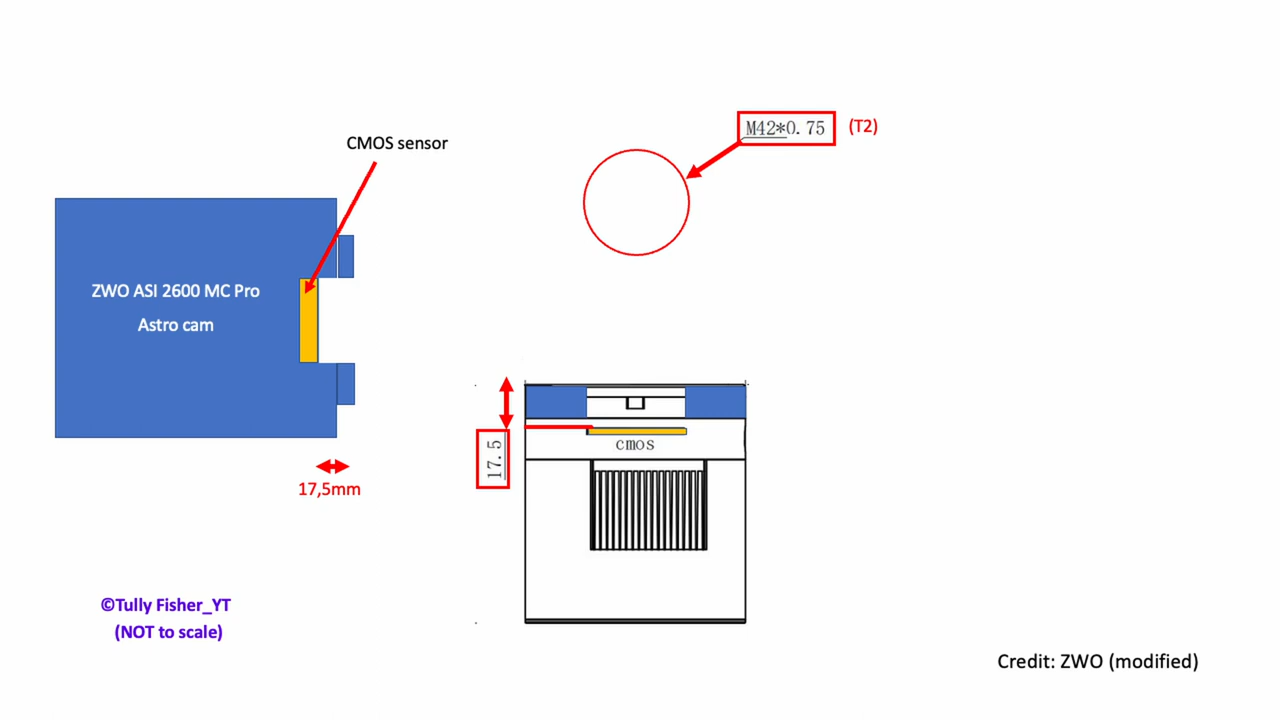 M42*0.75 (T2)
CMOS sensor
ZWO ASI 2600 MC Pro
Astro cam
cmos
17.5
17,5mm
©Tully Fisher_YT
(NOT to scale)
Credit: ZWO (modified)